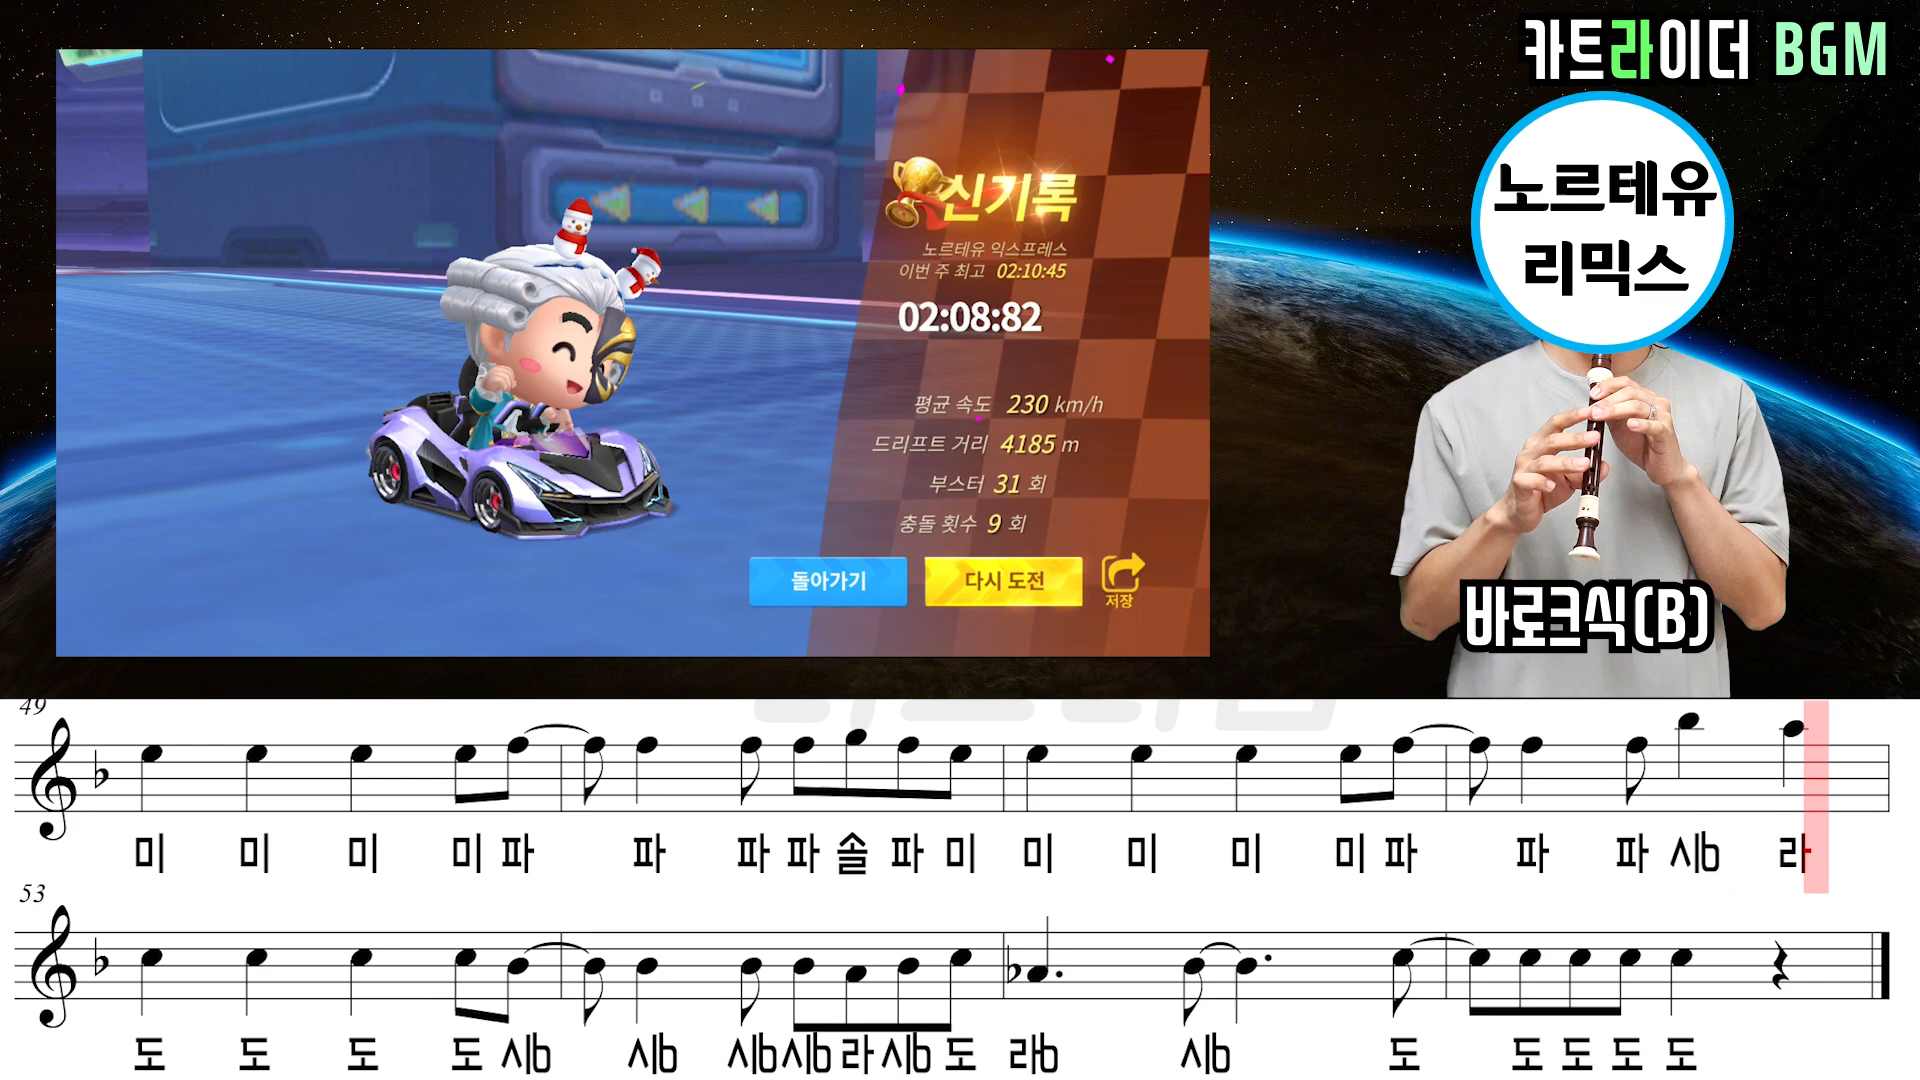 카트라이더 BGM
노르테유
리믹스
신기록
노르테유 익스프레스
이번 주 최고 02:10:45
02:08:82
평균 속도 230 km/h
드리프트 거리 4185 m
부스터 31 회
충돌 횟수 9 회
돌아가기
다시 도전
저장
바로크식(B)
49
미 미 미 미 파 파 파 파 솔 파 미 미 미 미 미 파 파 파 시b 라
53
도 도 도 도 시b 시b 시b 시b 라 시b 도 라b 시b 도 도 도 도 도